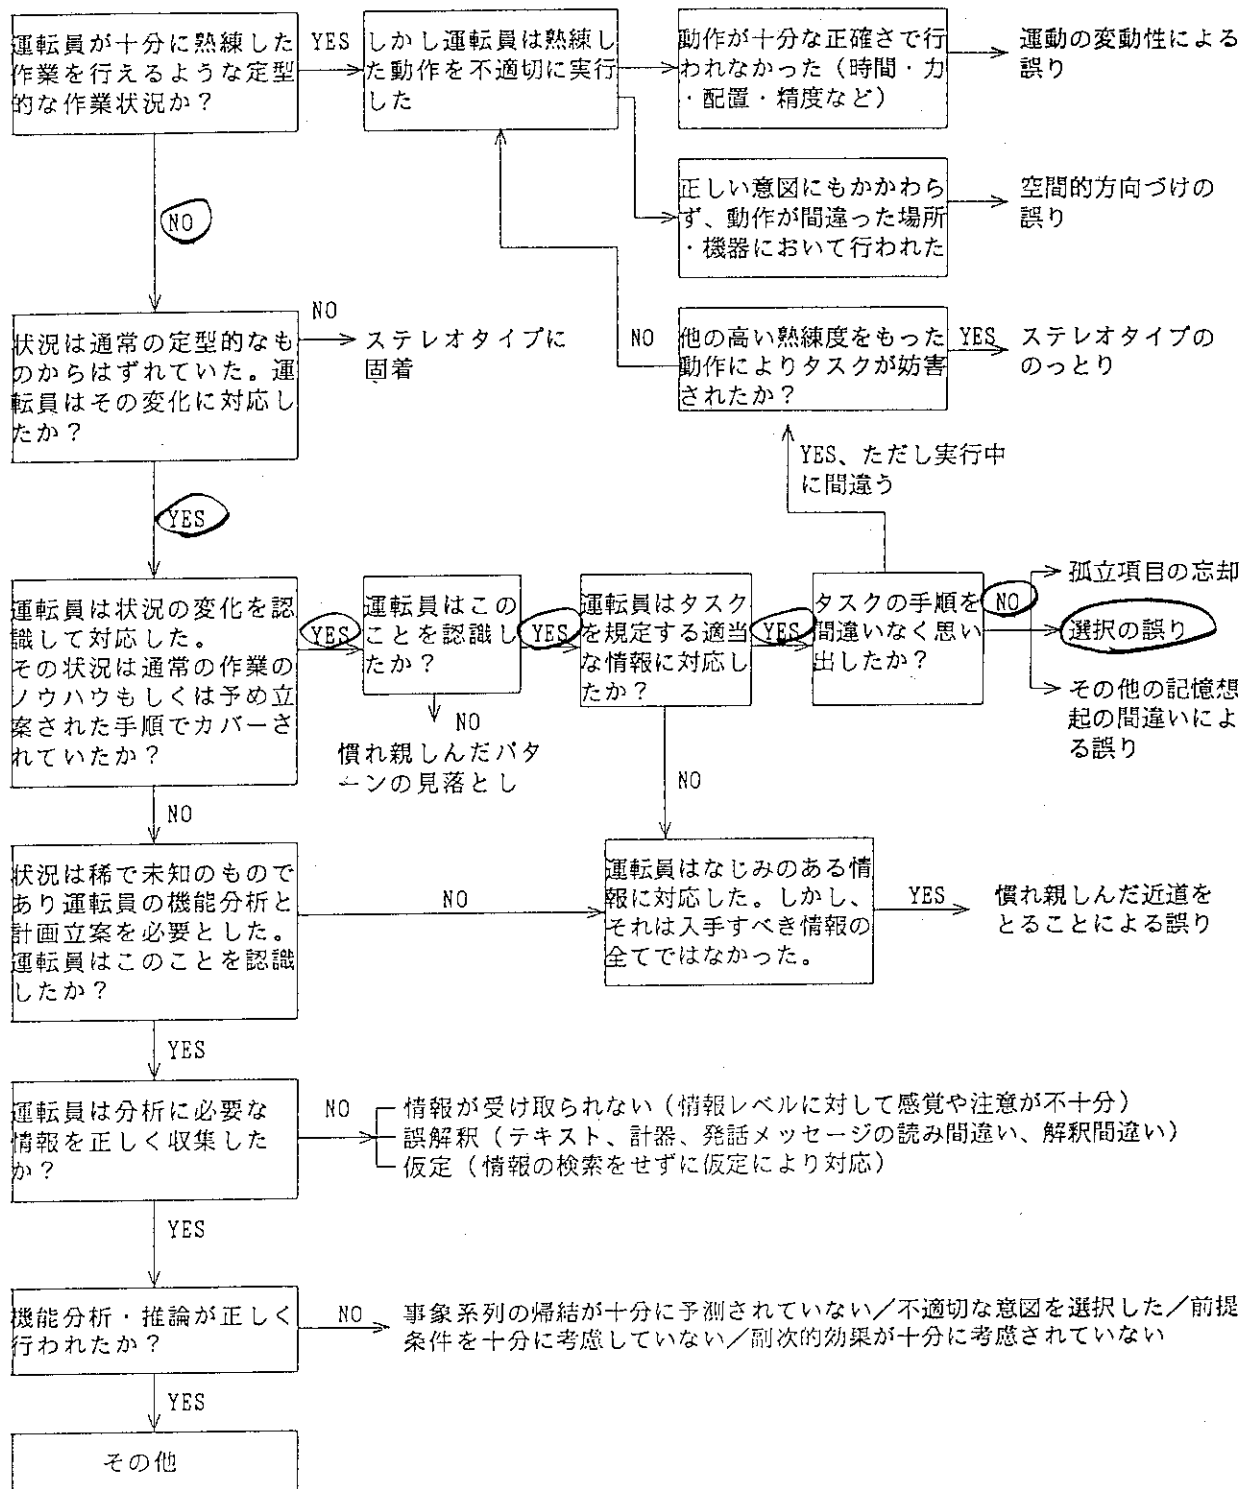 運転員が十分に熟練した
作業を行えるような定型
的な作業状況か？
YES
しかし運転員は熟練し
た動作を不適切に実行
した
動作が十分な正確さで行
われなかった（時間・力
・配置・精度など）
運動の変動性による
誤り
正しい意図にもかかわら
ず、動作が間違った場所
・機器において行われた
空間的方向づけの
誤り
NO
状況は通常の定型的なも
のからはずれていた。運
転員はその変化に対応し
たか？
NO
ステレオタイプに
固着
NO
他の高い熟練度をもった
動作によりタスクが妨害
されたか？
YES
ステレオタイプの
のっとり
YES、ただし実行中
に間違う
YES
運転員は状況の変化を認
識して対応した。
その状況は通常の作業の
ノウハウもしくは予め立
案された手順でカバーさ
れていたか？
YES
運転員はこの
ことを認識し
たか？
YES
運転員はタスク
を規定する適当
な情報に対応し
たか？
YES
タスクの手順を
間違いなく思い
出したか？
NO
孤立項目の忘却
選択の誤り
その他の記憶想
起の間違いによ
る誤り
NO
慣れ親しんだパタ
ーンの見落とし
NO
NO
状況は稀で未知のもので
あり運転員の機能分析と
計画立案を必要とした。
運転員はこのことを認識
したか？
NO
運転員はなじみのある情
報に対応した。しかし、
それは入手すべき情報の
全てではなかった。
YES
慣れ親しんだ近道を
とることによる誤り
YES
運転員は分析に必要な
情報を正しく収集した
か？
NO
情報が受け取られない（情報レベルに対して感覚や注意が不十分）
誤解釈（テキスト、計器、発話メッセージの読み間違い、解釈間違い）
仮定（情報の検索をせずに仮定により対応）
YES
機能分析・推論が正しく
行われたか？
NO
事象系列の帰結が十分に予測されていない／不適切な意図を選択した／前提
条件を十分に考慮していない／副次的効果が十分に考慮されていない
YES
その他